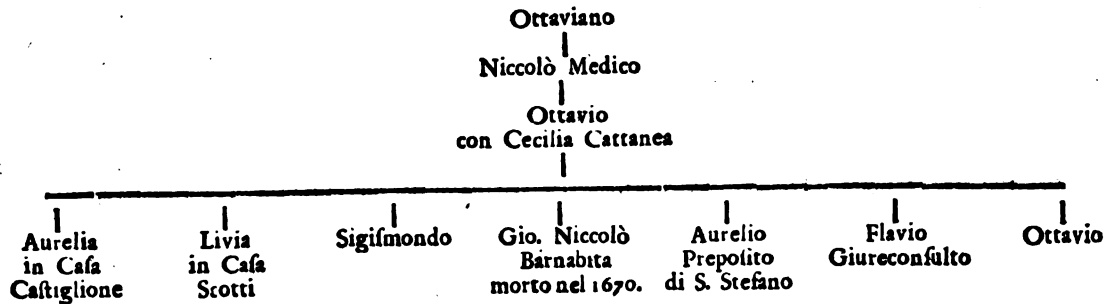 Ottaviano
Niccolò Medico
Ottavio
con Cecilia Cattanea
Aurelia
in Caſa
Caſtiglione
Livia
in Caſa
Scotti
Sigiſmondo
Gio. Niccolò
Barnabita
morto nel 1670.
Aurelio
Prepoſito
di S. Stefano
Flavio
Giureconſulto
Ottavio